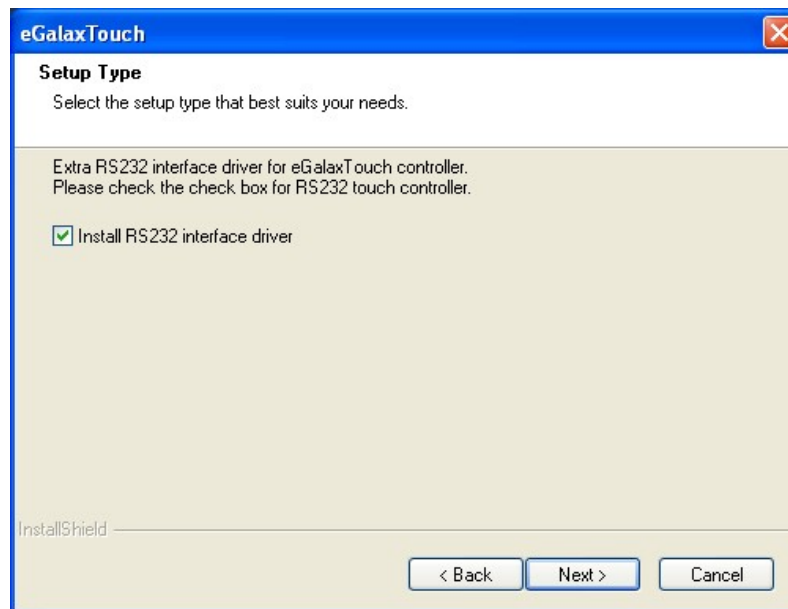 eGalaxTouch
Setup Type
Select the setup type that best suits your needs.
Extra RS232 interface driver for eGalaxTouch controller.
Please check the check box for RS232 touch controller.
Install RS232 interface driver
InstallShield
< Back Next > Cancel